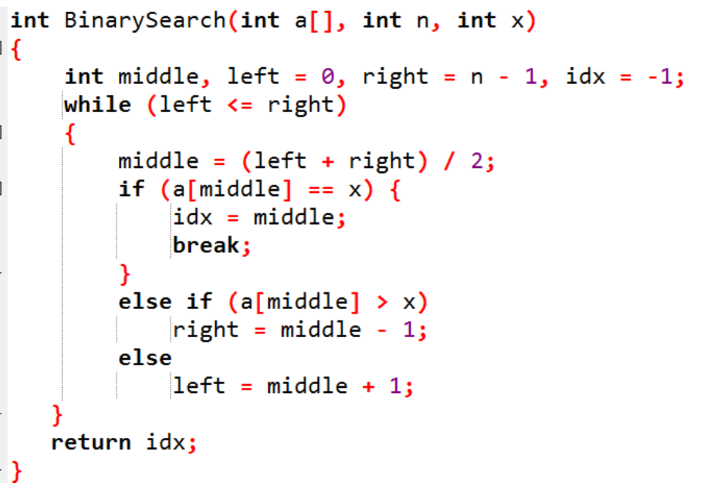 int BinarySearch(int a[], int n, int x)
{
int middle, left = 0, right = n - 1, idx = -1;
while (left <= right)
{
middle = (left + right) / 2;
if (a[middle] == x) {
idx = middle;
break;
}
else if (a[middle] > x)
right = middle - 1;
else
left = middle + 1;
}
return idx;
}